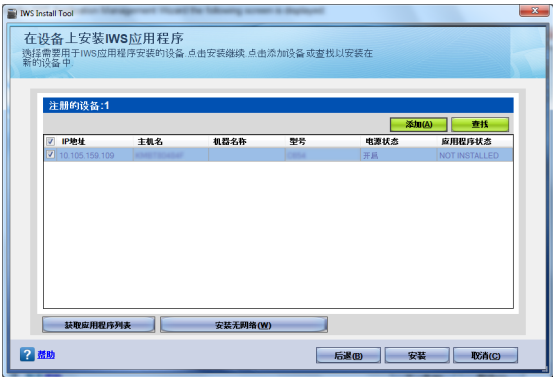 IWS Install Tool
在设备上安装IWS应用程序
选择需要用于IWS应用程序安装的设备.点击安装继续.点击添加设备或查找以安装在
新的设备中.
注册的设备:1
添加(A) 查找
IP地址 主机名 机器名称 型号 电源状态 应用程序状态
10.105.159.109 开启 NOT INSTALLED
获取应用程序列表 安装无网络(W)
帮助 后退(B) 安装 取消(C)